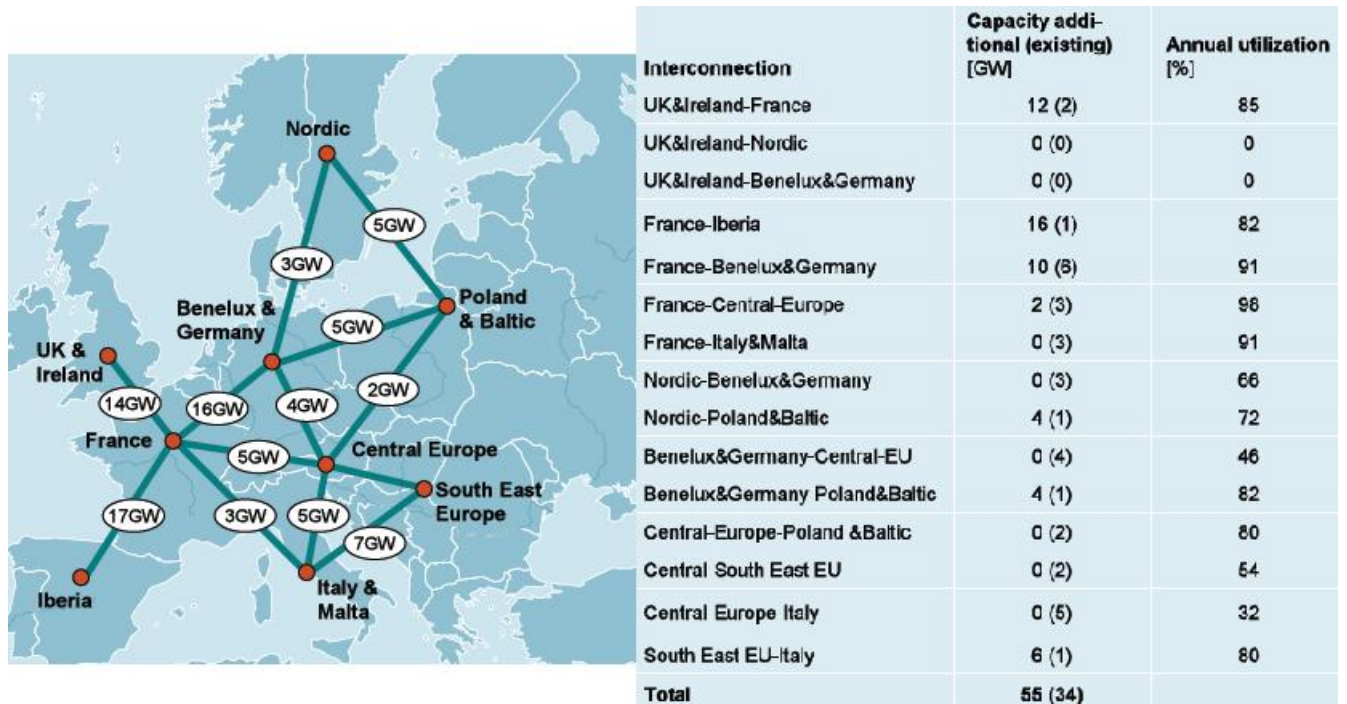 Nordic
5GW
3GW
Benelux &
Germany
Poland
& Baltic
5GW
UK &
Ireland
2GW
14GW
16GW
4GW
France
5GW
Central Europe
South East
Europe
17GW
3GW
5GW
7GW
Iberia
Italy &
Malta
Capacity addi-
tional (existing)
[GW]
Annual utilization
[%]
Interconnection
UK&Ireland-France 12 (2) 85
UK&Ireland-Nordic 0 (0) 0
UK&Ireland-Benelux&Germany 0 (0) 0
France-Iberia 16 (1) 82
France-Benelux&Germany 10 (6) 91
France-Central-Europe 2 (3) 98
France-Italy&Malta 0 (3) 91
Nordic-Benelux&Germany 0 (3) 66
Nordic-Poland&Baltic 4 (1) 72
Benelux&Germany-Central-EU 0 (4) 46
Benelux&Germany Poland&Baltic 4 (1) 82
Central-Europe-Poland &Baltic 0 (2) 80
Central South East EU 0 (2) 54
Central Europe Italy 0 (5) 32
South East EU-Italy 6 (1) 80
Total 55 (34)